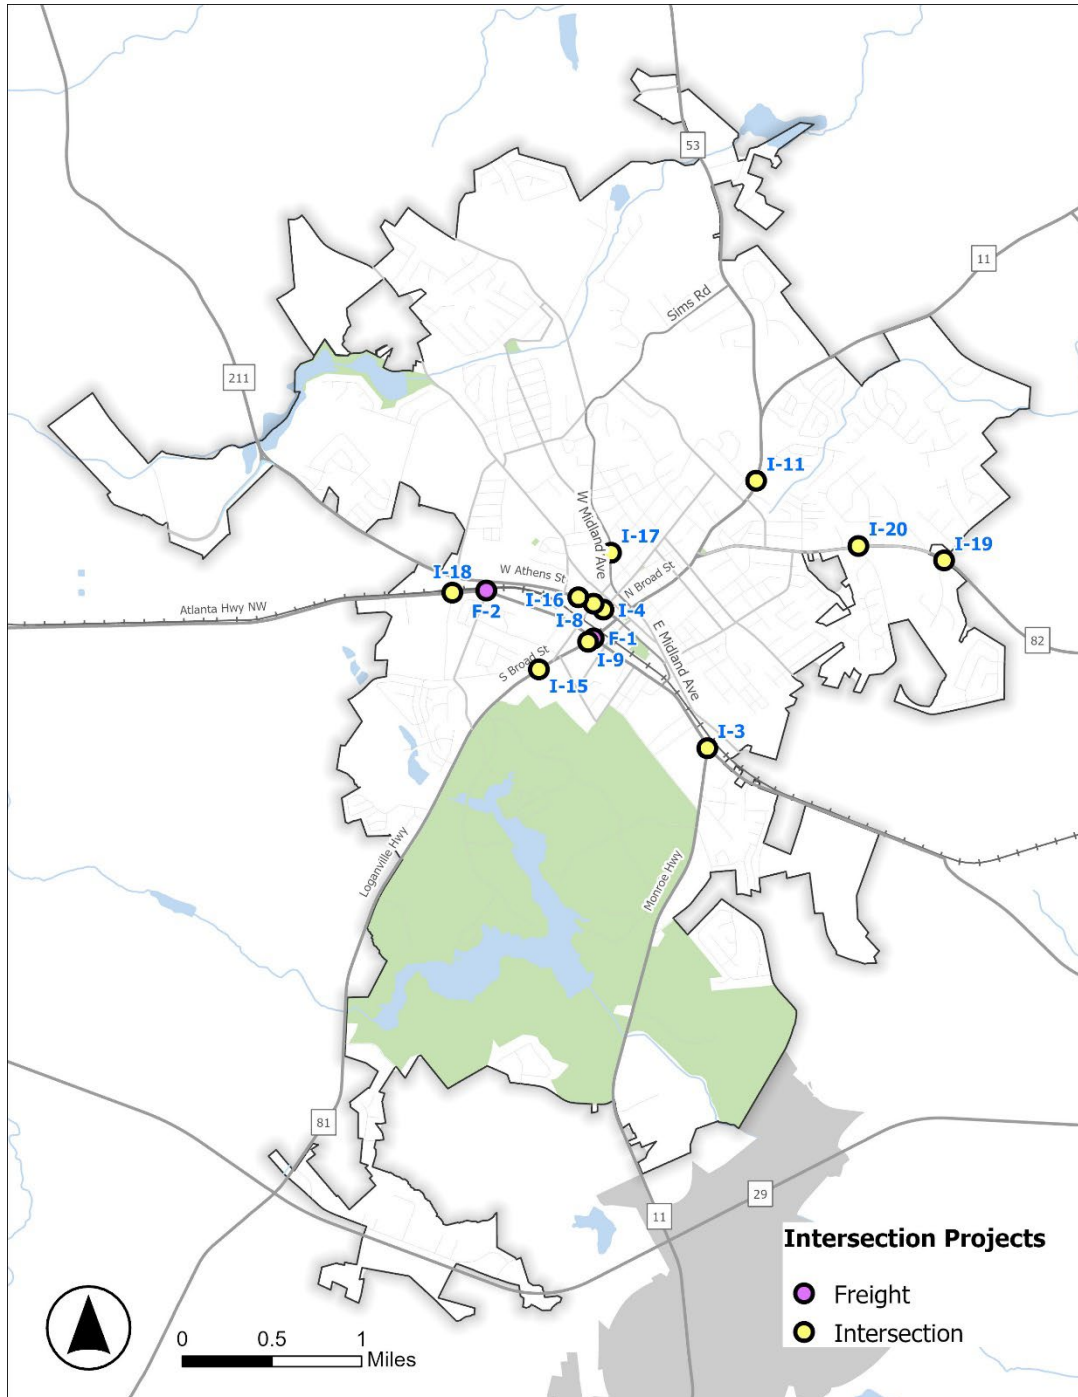 53
11
Sims Rd
211
I-11
W Midland Ave
I-17
I-20
I-19
N Broad St
W Athens St
I-18
I-16
I-4
F-2
Atlanta Hwy NW
I-8
F-1
E Midland Ave
82
I-9
S Broad St
I-15
I-3
Loganville Hwy
Monroe Hwy
81
29
11
Intersection Projects
Freight
Intersection
0 0.5 1
Miles